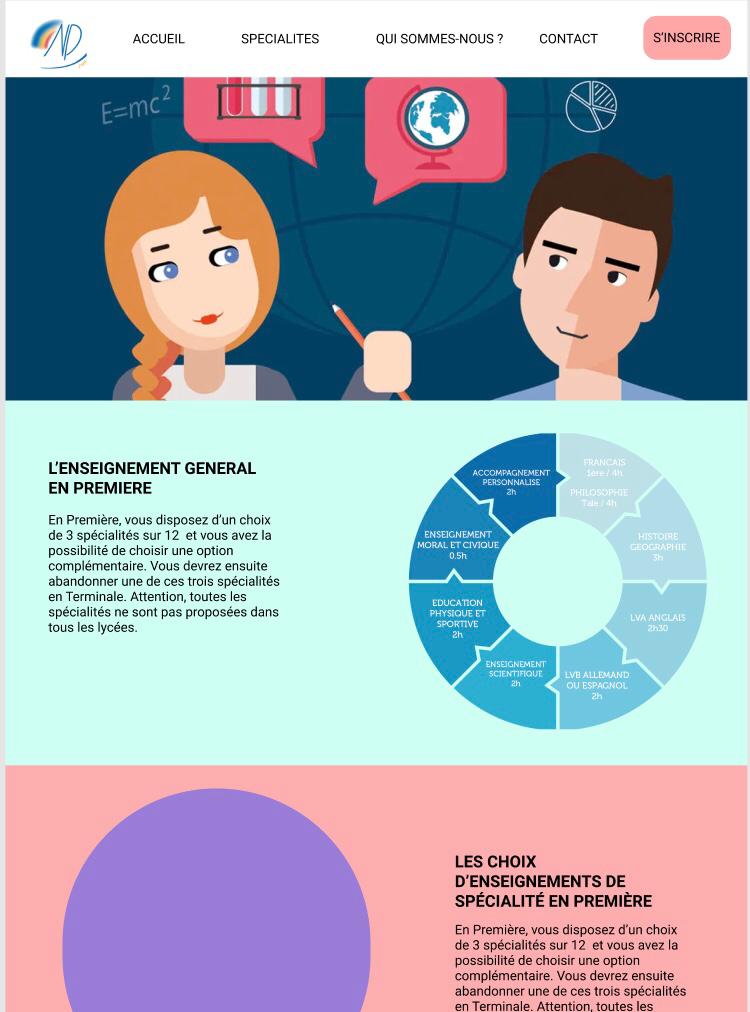 ND
ACCUEIL
SPECIALITES
QUI SOMMES-NOUS ?
CONTACT
S'INSCRIRE
E=mc²
L'ENSEIGNEMENT GENERAL
EN PREMIERE
En Première, vous disposez d'un choix
de 3 spécialités sur 12 et vous avez la
possibilité de choisir une option
complémentaire. Vous devrez ensuite
abandonner une de ces trois spécialités
en Terminale. Attention, toutes les
spécialités ne sont pas proposées dans
tous les lycées.
ACCOMPAGNEMENT
PERSONNALISE
2h
FRANCAIS
1ere / 4h
PHILOSOPHIE
Tale / 4h
HISTOIRE
GEOGRAPHIE
3h
LVA ANGLAIS
2h30
LVB ALLEMAND
OU ESPAGNOL
2h
ENSEIGNEMENT
SCIENTIFIQUE
2h
EDUCATION
PHYSIQUE ET
SPORTIVE
2h
ENSEIGNEMENT
MORAL ET CIVIQUE
0.5h
LES CHOIX
D'ENSEIGNEMENTS DE
SPÉCIALITÉ EN PREMIÈRE
En Première, vous disposez d'un choix
de 3 spécialités sur 12 et vous avez la
possibilité de choisir une option
complémentaire. Vous devrez ensuite
abandonner une de ces trois spécialités
en Terminale. Attention, toutes les